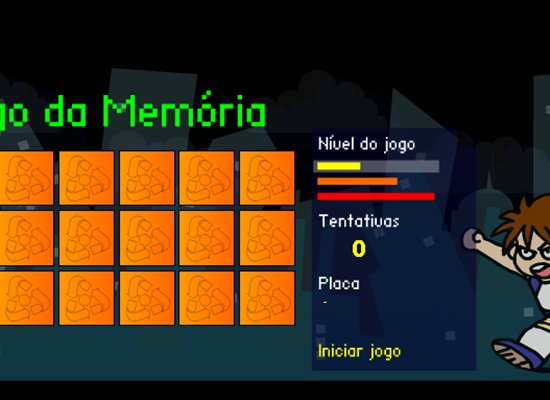 go da Memória
Nível do jogo
Tentativas
0
Placa
-
Iniciar jogo